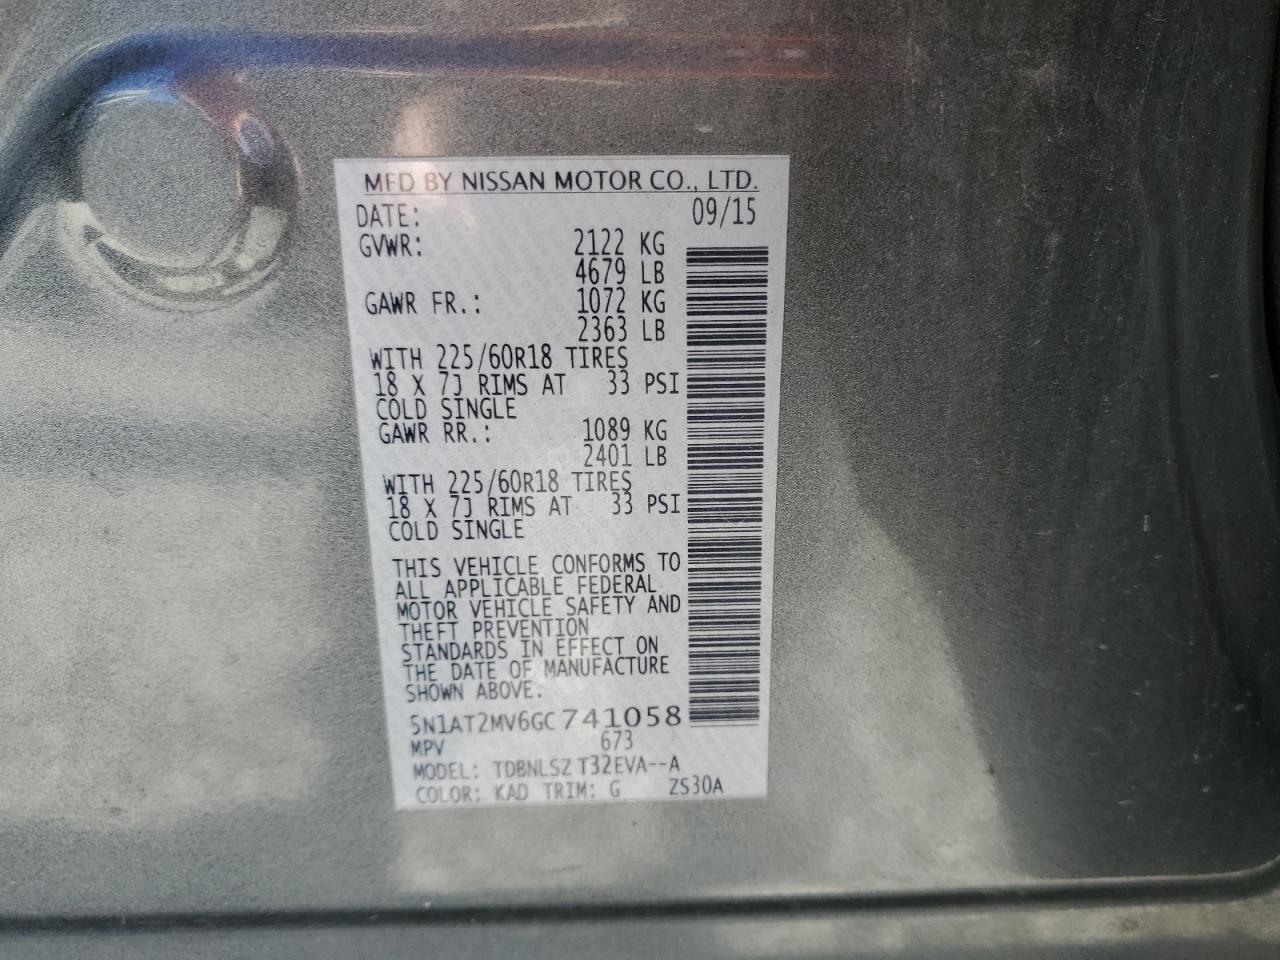 MFD BY NISSAN MOTOR CO., LTD.
DATE: 09/15
GVWR: 2122 KG
4679 LB
GAWR FR.: 1072 KG
2363 LB
WITH 225/60R18 TIRES
18 X 7J RIMS AT 33 PSI
COLD SINGLE
GAWR RR.: 1089 KG
2401 LB
WITH 225/60R18 TIRES
18 X 7J RIMS AT 33 PSI
COLD SINGLE
THIS VEHICLE CONFORMS TO
ALL APPLICABLE FEDERAL
MOTOR VEHICLE SAFETY AND
THEFT PREVENTION
STANDARDS IN EFFECT ON
THE DATE OF MANUFACTURE
SHOWN ABOVE.
5N1AT2MV6GC741058
MPV 673
MODEL: TDBNLSZ T32EVA--A
COLOR: KAD TRIM: G ZS30A